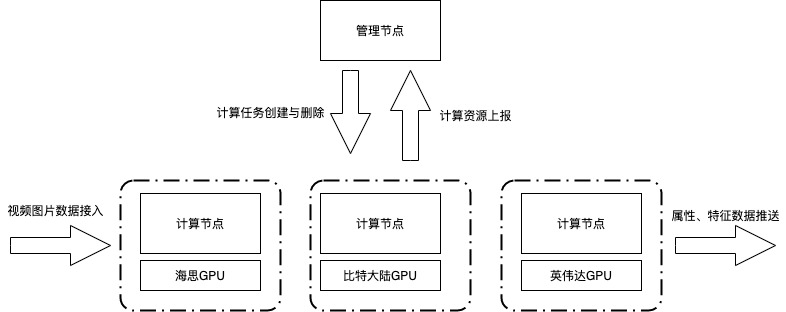 管理节点
计算任务创建与删除
计算资源上报
视频图片数据接入
计算节点
海思GPU
计算节点
比特大陆GPU
计算节点
英伟达GPU
属性、特征数据推送